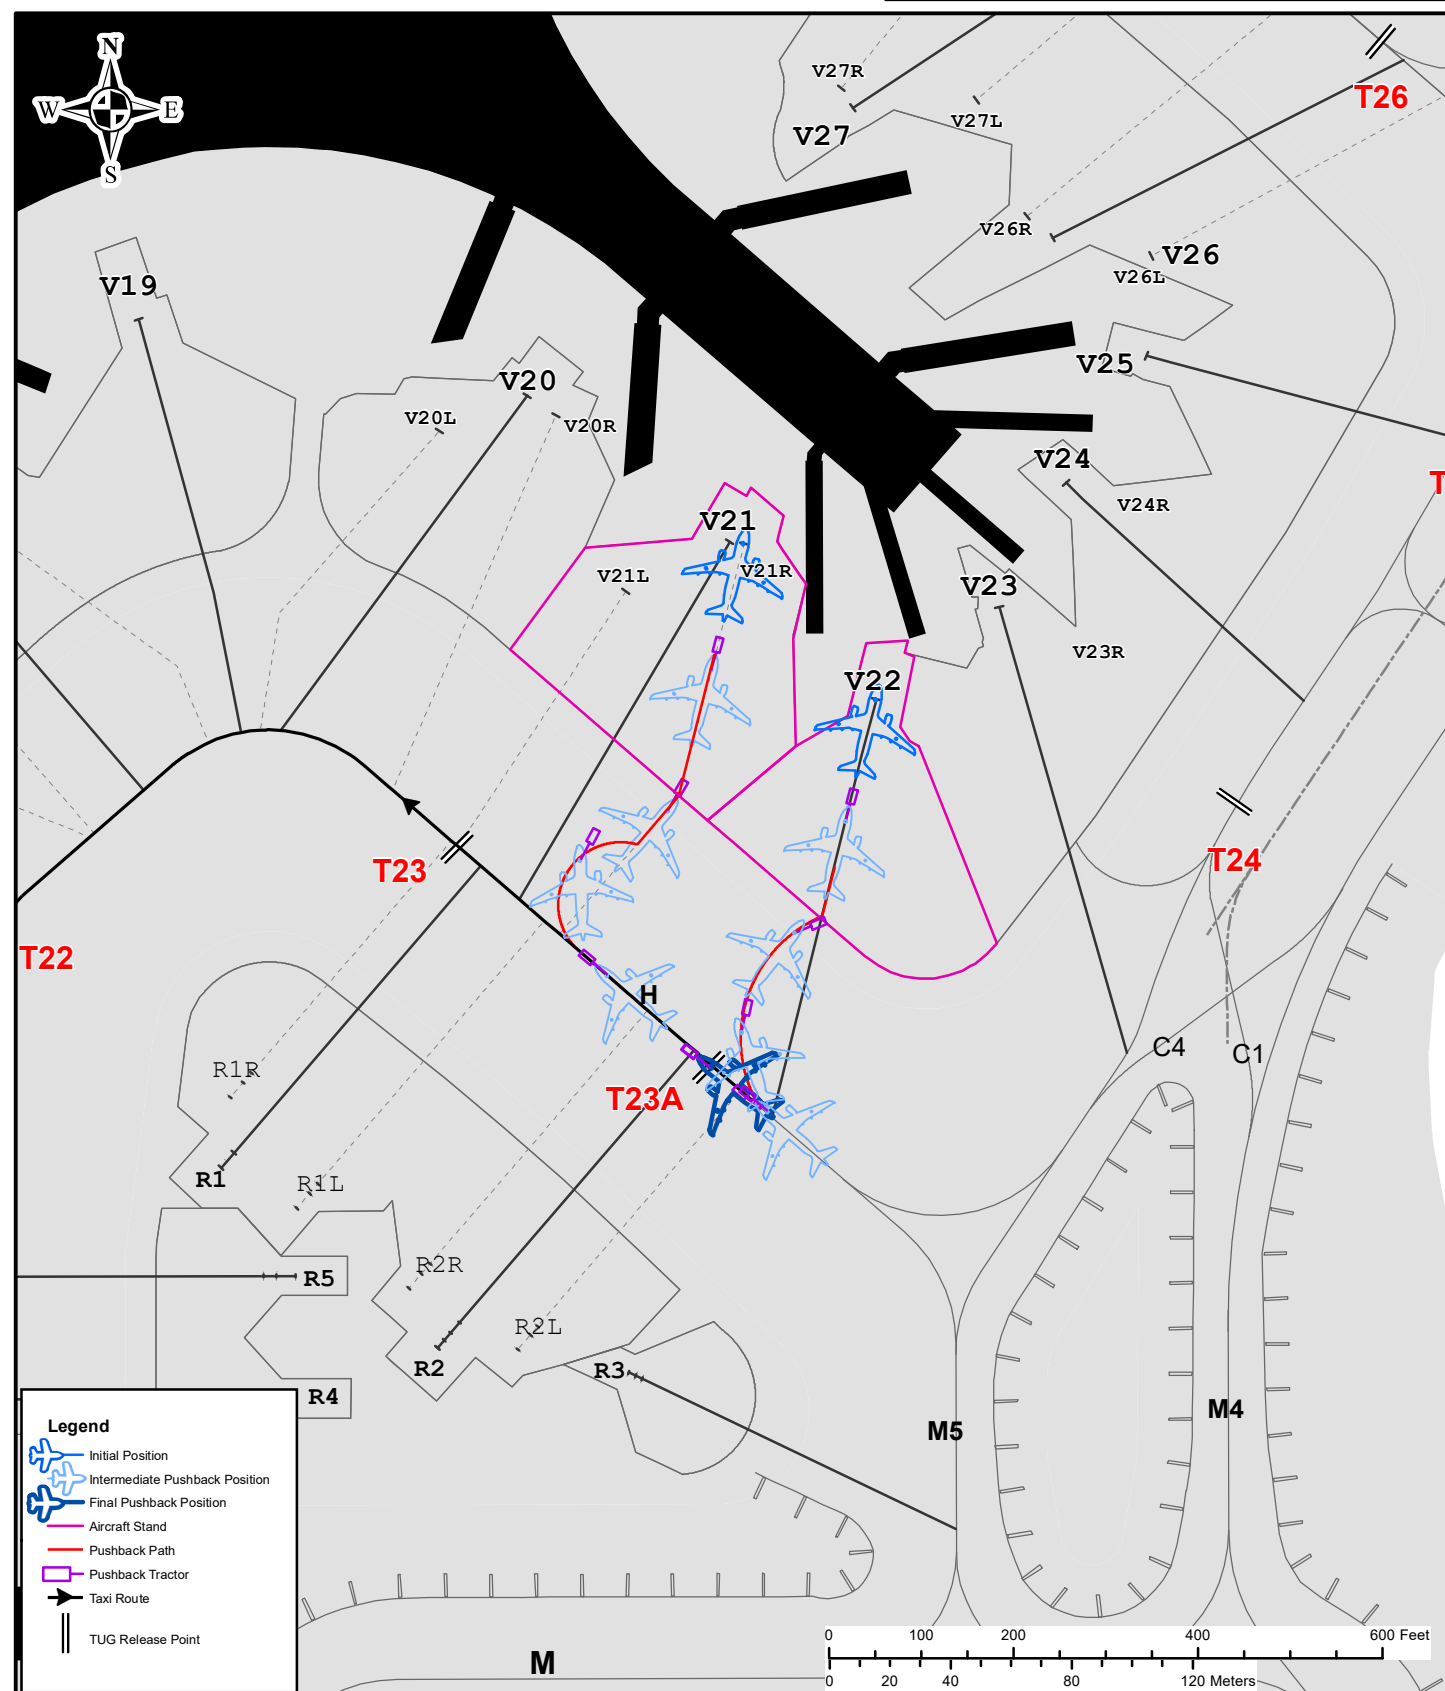 N
W E
S
V27R
V27L
V27
T26
V26R
V26
V26L
V19
V20
V20L
V20R
V25
V24
V24R
T
V21
V21R
V21L
V23
V23R
V22
T23
T24
T22
H
C4
C1
T23A
R1R
R1
R1L
R2R
R5
R2L
R2
R3
R4
M5
M4
Legend
Initial Position
Intermediate Pushback Position
Final Pushback Position
Aircraft Stand
Pushback Path
Pushback Tractor
Taxi Route
TUG Release Point
M
0 100 200 400 600 Feet
0 20 40 80 120 Meters